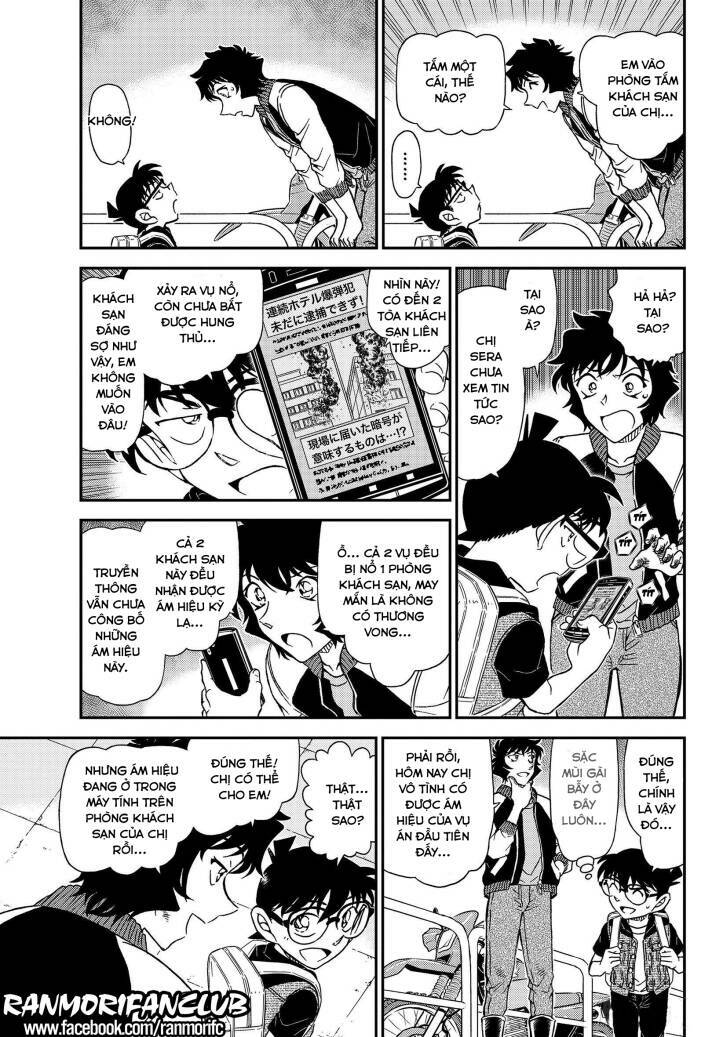 EM VÀO
PHÒNG TẮM
KHÁCH SẠN
CỦA CHỊ...
TẮM MỘT
CÁI, THẾ
NÀO?
......
KHÔNG!
HẢ HẢ?
TẠI
SAO?
TẠI
SAO
À?
CHỊ
SERA
CHƯA
XEM TIN
TỨC SAO?
TÍT
TÍT
TÍT
NHÌN NÀY!
CÓ ĐẾN 2
TÒA KHÁCH
SẠN LIÊN
TIẾP...
連続ホテル爆弾犯
未だに逮捕できず!
現場に届いた暗号が
意味するものは…!?
XẢY RA VỤ NỔ,
CÒN CHƯA BẮT
ĐƯỢC HUNG
THỦ...
KHÁCH
SẠN
ĐÁNG
SỢ NHƯ
VẬY, EM
KHÔNG
MUỐN
VÀO
ĐÂU!
Ồ... CẢ 2 VỤ ĐỀU
BỊ NỔ 1 PHÒNG
KHÁCH SẠN, MAY
MẮN LÀ KHÔNG
CÓ THƯƠNG
VONG...
CẢ 2
KHÁCH SẠN
NÀY ĐỀU
NHẬN ĐƯỢC
ÁM HIỆU KỲ
LẠ...
TRUYỀN
THÔNG
VẪN CHƯA
CÔNG BỐ
NHỮNG
ÁM HIỆU
NÀY.
ĐÚNG
THẾ,
CHÍNH
LÀ VẬY
ĐÓ...
SẶC
MÙI GÀI
BẪY Ở
ĐÂY
LUÔN...
PHẢI RỒI,
HÔM NAY CHỊ
VÔ TÌNH CÓ
CÓ ĐƯỢC ÁM
HIỆU CỦA VỤ
ÁN ĐẦU TIÊN
ĐẤY...
THẬT...
THẬT
SAO?
ĐÚNG THẾ!
CHỊ CÓ THỂ
CHO EM!
NHƯNG ÁM HIỆU
ĐANG Ở TRONG
MÁY TÍNH TRÊN
PHÒNG KHÁCH
SẠN CỦA CHỊ
RỒI...
RANMORIFANCLUB
www.facebook.com/ranmorifc